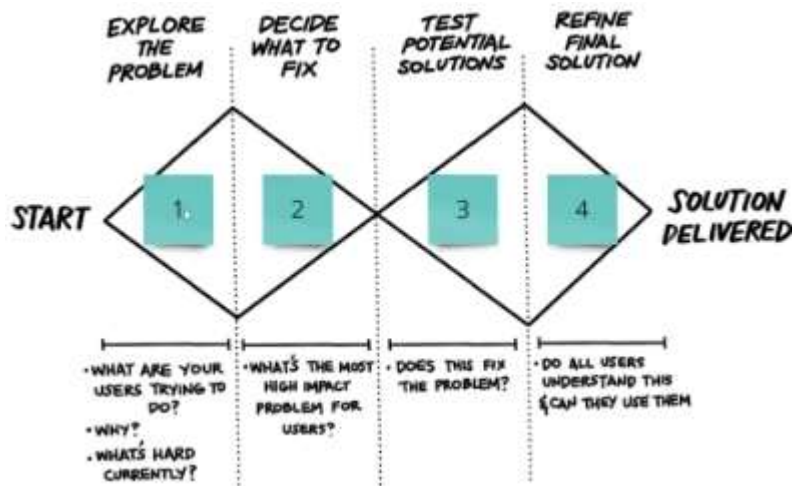 EXPLORE
THE
PROBLEM
DECIDE
WHAT TO
FIX
TEST
POTENTIAL
SOLUTIONS
REFINE
FINAL
SOLUTION
START
1.
2
3
4
SOLUTION
DELIVERED
• WHAT ARE YOUR
USERS TRYING TO
DO?
• WHY?
• WHAT'S HARD
CURRENTLY?
• WHAT'S THE MOST
HIGH IMPACT
PROBLEM FOR
USERS?
• DOES THIS FIX
THE PROBLEM?
• DO ALL USERS
UNDERSTAND THIS
& CAN THEY USE THEM